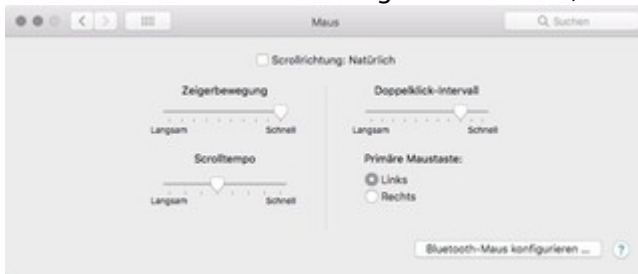 Maus
Suchen
Scrollrichtung: Natürlich
Zeigerbewegung
Doppelklick-Intervall
Langsam
Schnell
Langsam
Schnell
Scrolltempo
Primäre Maustaste:
Links
Langsam
Schnell
Rechts
Bluetooth-Maus konfigurieren ...
?